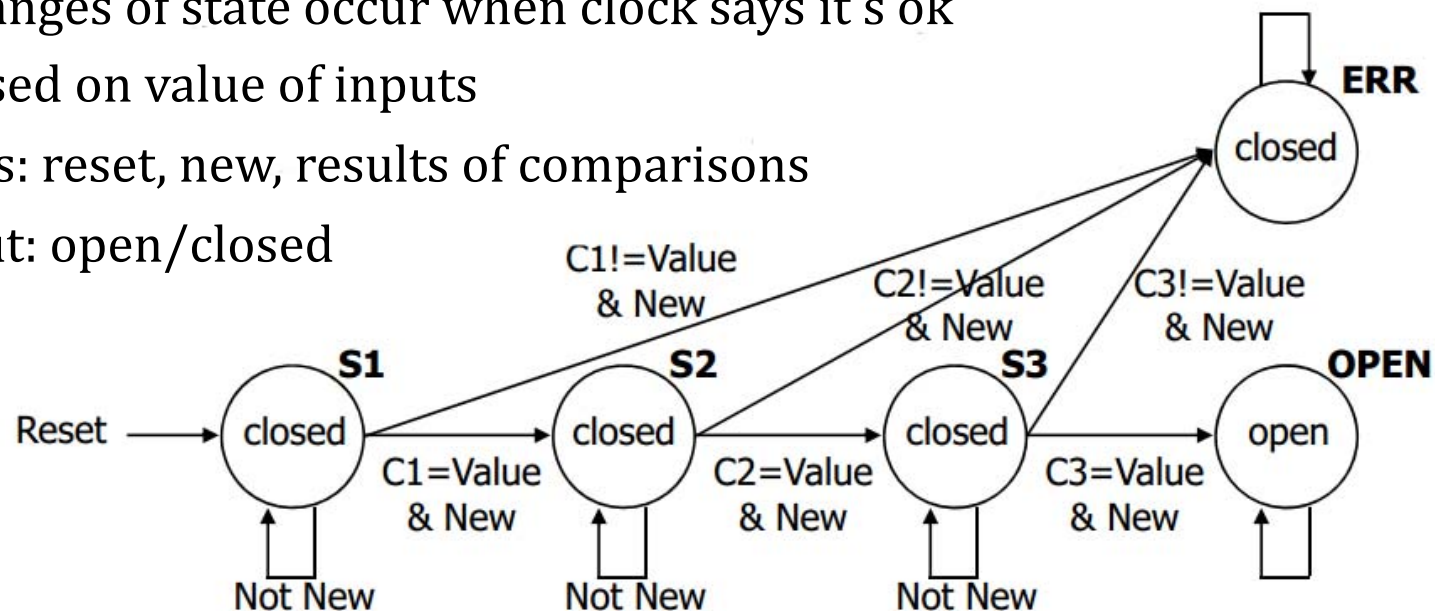 anges of state occur when clock says it's ok
sed on value of inputs
s: reset, new, results of comparisons
ut: open/closed
ERR
closed
C1!=Value
& New
C2!=Value
& New
C3!=Value
& New
S1
S2
S3
OPEN
Reset
closed
closed
closed
open
C1=Value
& New
C2=Value
& New
C3=Value
& New
Not New
Not New
Not New